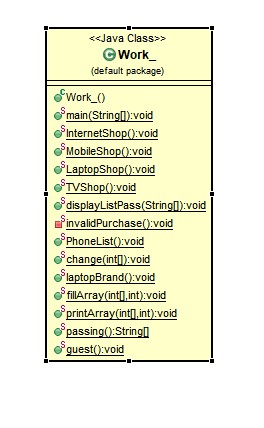 <<Java Class>>
Work_
(default package)
Work_()
main(String[]):void
InternetShop():void
MobileShop():void
LaptopShop():void
TVShop():void
displayListPass(String[]):void
invalidPurchase():void
PhoneList():void
change(int[]):void
laptopBrand():void
fillArray(int[],int):void
printArray(int[],int):void
passing():String[]
guest():void